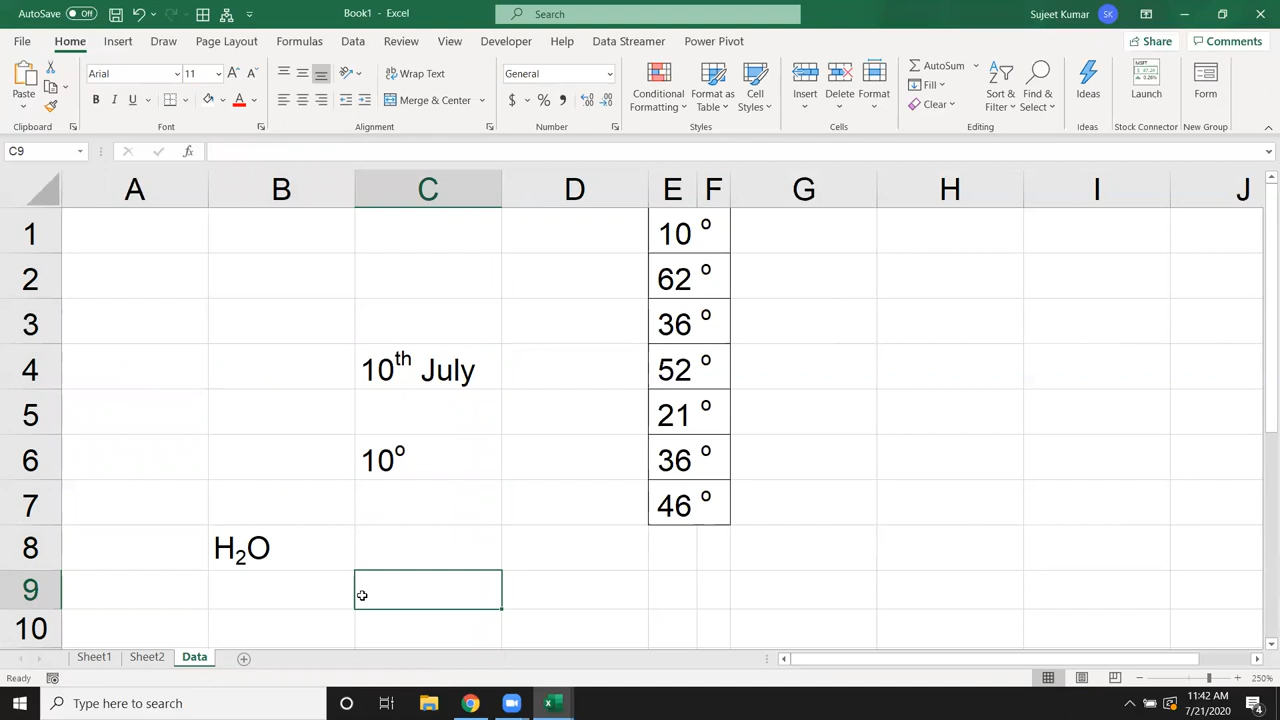 AutoSave Off Book1 - Excel Search Sujeet Kumar SK
File Home Insert Draw Page Layout Formulas Data Review View Developer Help Data Streamer Power Pivot Share Comments
Paste Arial 11 Wrap Text General Conditional Formatting Format as Table Cell Styles Insert Delete Format AutoSum Sort & Filter Find & Select Ideas Launch Form
B I U Merge & Center $ % Fill Clear
Clipboard Font Alignment Number Styles Cells Editing Ideas Stock Connector New Group
C9 fx
A B C D E F G H I J
1 10 º
2 62 º
3 36 º
4 10ᵗʰ July 52 º
5 21 º
6 10º 36 º
7 46 º
8 H₂O
9
10
Sheet1 Sheet2 Data
Ready 250%
Type here to search 11:42 AM
7/21/2020